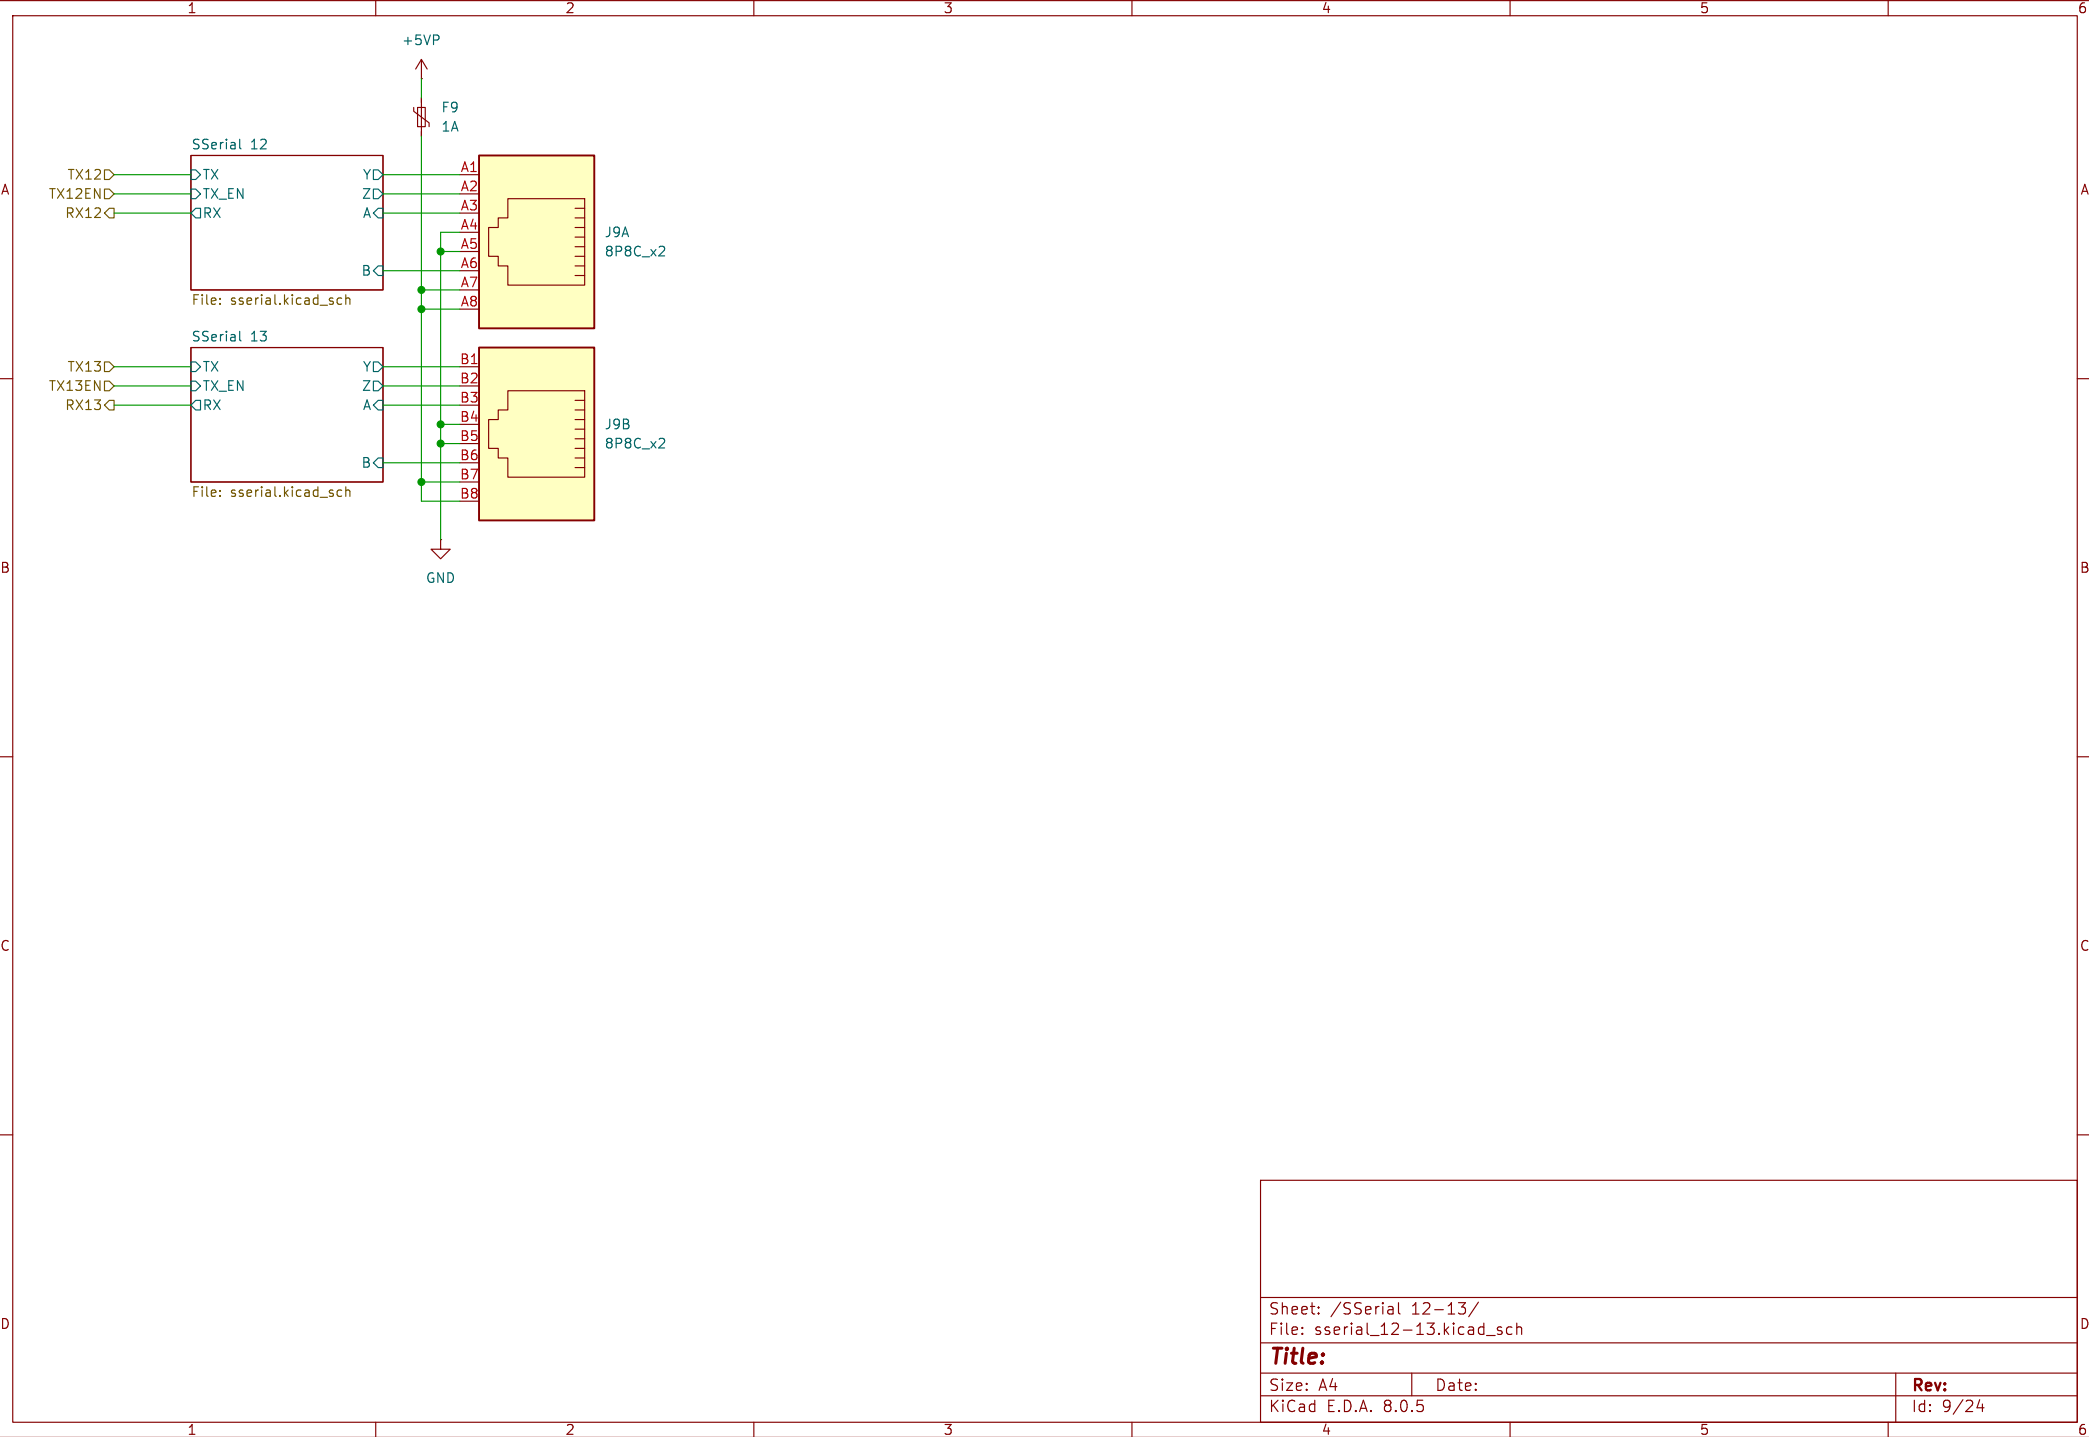 1 2 3 4 5 6
+5VP
F9
1A
SSerial 12
TX12 TX Y A1
TX12EN TX_EN Z A2
RX12 RX A A3
A4
A5
B A6
A7
A8
File: sserial.kicad_sch
J9A
8P8C_x2
A A
SSerial 13
TX13 TX Y B1
TX13EN TX_EN Z B2
RX13 RX A B3
B4
B5
B B6
B7
B8
File: sserial.kicad_sch
J9B
8P8C_x2
GND
B B
C C
D D
Sheet: /SSerial 12-13/
File: sserial_12-13.kicad_sch
Title:
Size: A4 Date: Rev:
KiCad E.D.A. 8.0.5 Id: 9/24
1 2 3 4 5 6